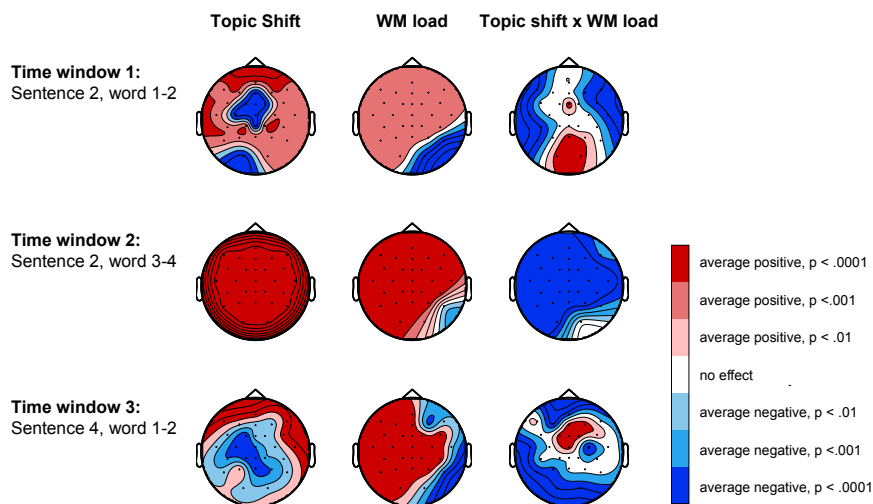 Topic Shift WM load Topic shift x WM load
Time window 1:
Sentence 2, word 1-2
Time window 2:
Sentence 2, word 3-4
average positive, p < .0001
average positive, p <.001
average positive, p < .01
no effect
average negative, p < .01
average negative, p <.001
average negative, p < .0001
Time window 3:
Sentence 4, word 1-2